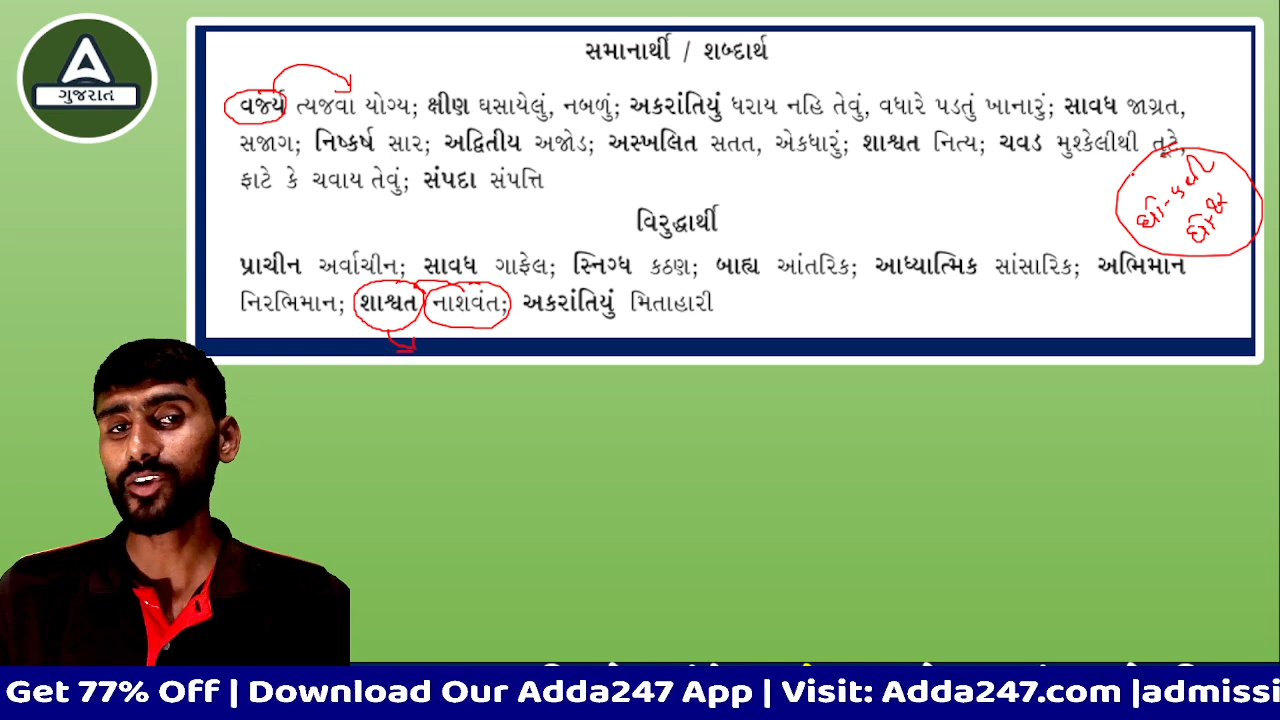 ગુજરાત
સમાનાર્થી / શબ્દાર્થ
વર્જ્ય ત્યજવા યોગ્ય; ક્ષીણ ઘસાયેલું, નબળું; અકરાંતિયું ધરાય નહિ તેવું, વધારે પડતું ખાનારું; સાવધ જાગ્રત,
સજાગ; નિષ્કર્ષ સાર; અદ્વિતીય અજોડ; અસ્ખલિત સતત, એકધારું; શાશ્વત નિત્ય; ચવડ મુશ્કેલીથી તૂટે,
ફાટે કે ચવાય તેવું; સંપદા સંપત્તિ
વિરુદ્ધાર્થી
પ્રાચીન અર્વાચીન; સાવધ ગાફેલ; સ્નિગ્ધ કઠણ; બાહ્ય આંતરિક; આધ્યાત્મિક સાંસારિક; અભિમાન
નિરભિમાન; શાશ્વત નાશવંત; અકરાંતિયું મિતાહારી
Get 77% Off | Download Our Adda247 App | Visit: Adda247.com |admissi